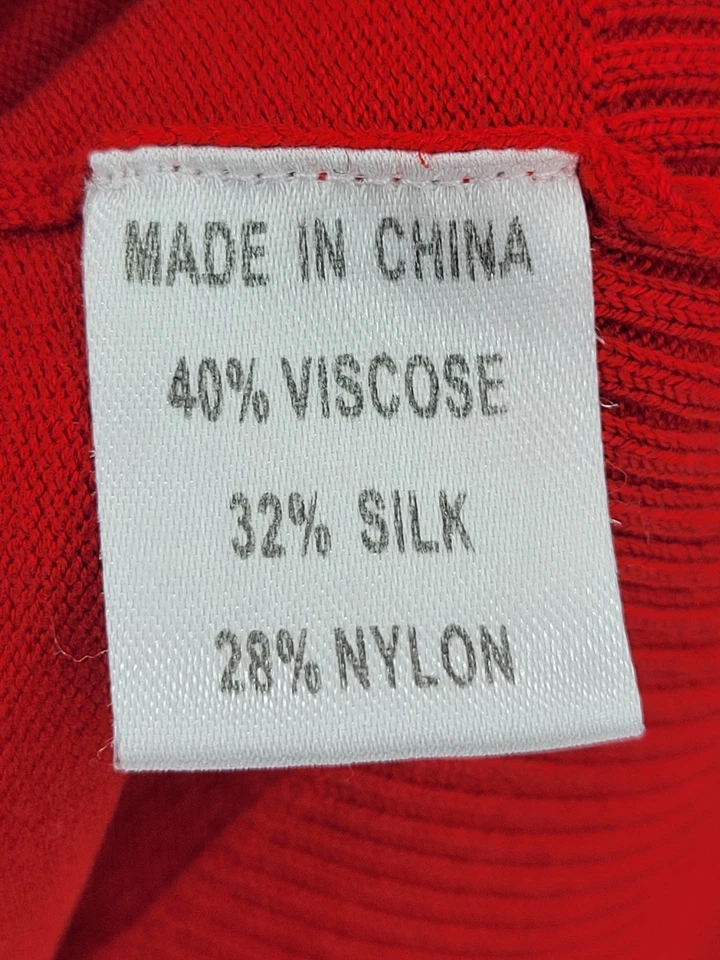 MADE IN CHINA
40% VISCOSE
32% SILK
28% NYLON